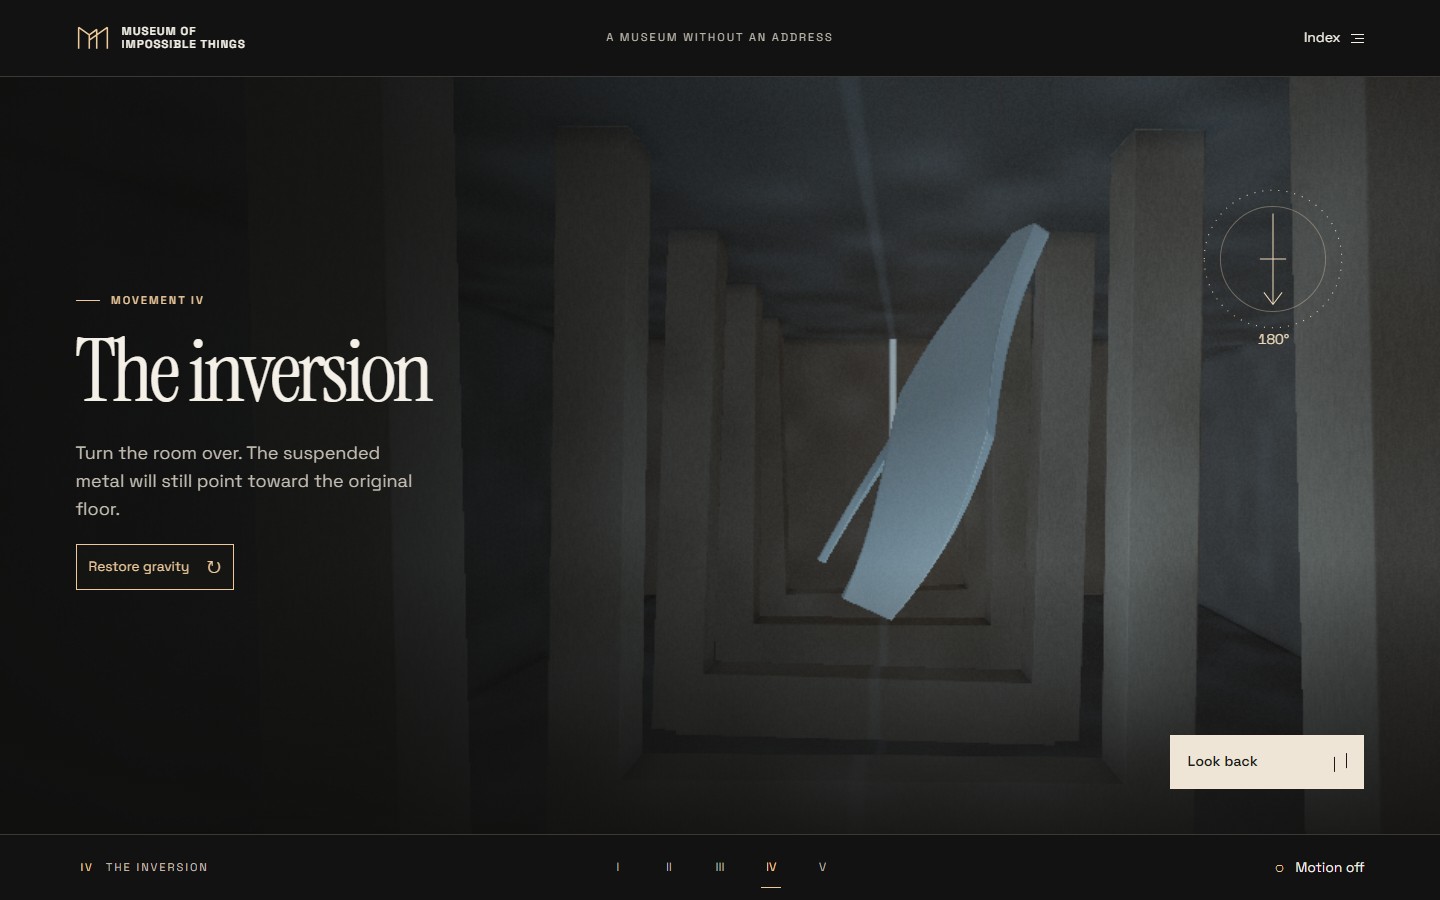 MUSEUM OF
IMPOSSIBLE THINGS
A MUSEUM WITHOUT AN ADDRESS
Index
MOVEMENT IV
The inversion
Turn the room over. The suspended
metal will still point toward the original
floor.
Restore gravity ↻
180°
Look back
IV THE INVERSION
I II III IV V
Motion off